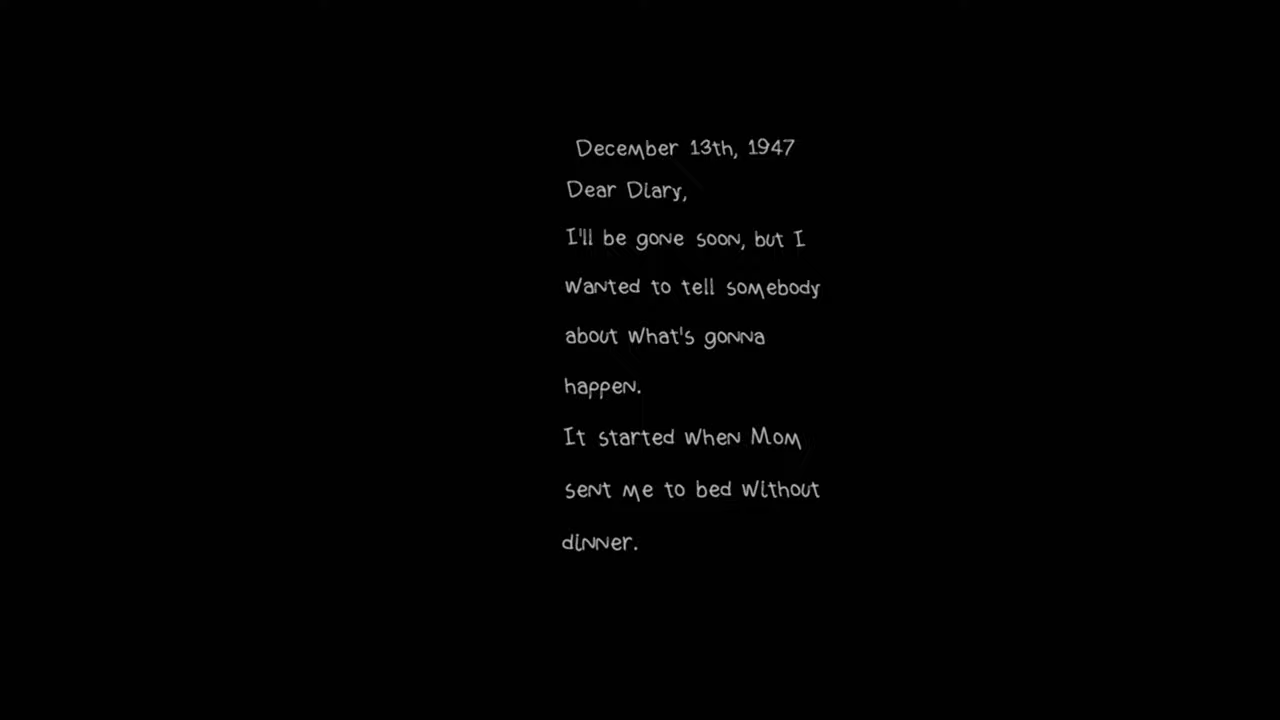 December 13th, 1947
Dear Diary,
I'll be gone soon, but I
wanted to tell somebody
about what's gonna
happen.
It started when Mom
sent me to bed without
dinner.